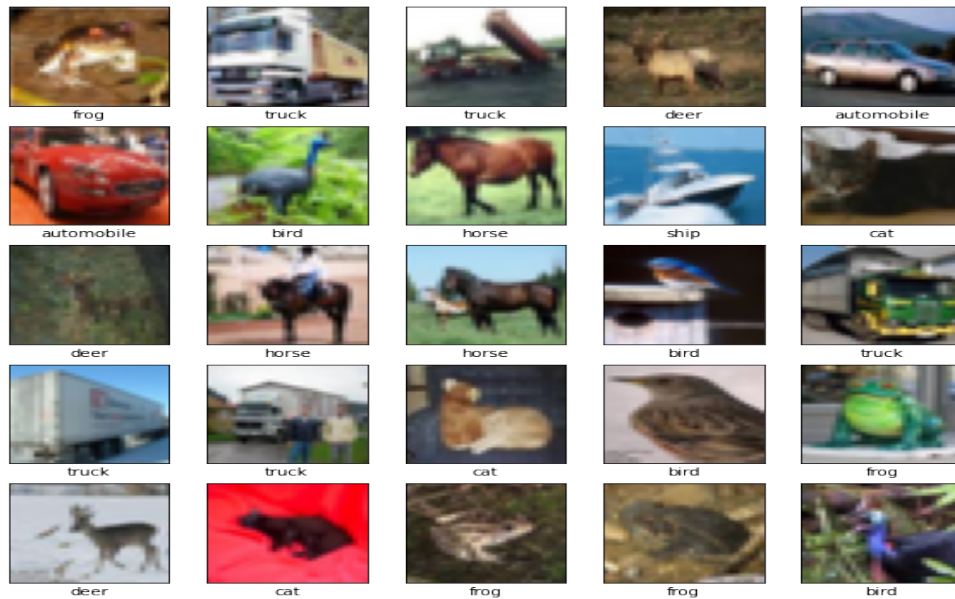 frog truck truck deer automobile
automobile bird horse ship cat
deer horse horse bird truck
truck truck cat bird frog
deer cat frog frog bird